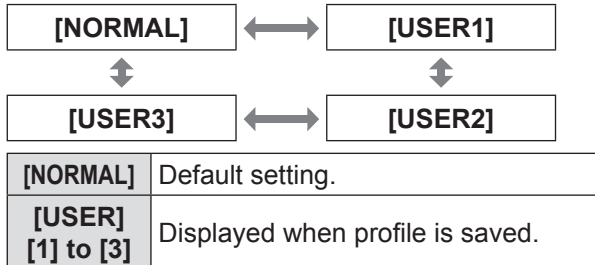 [NORMAL] [USER1]
[USER3] [USER2]
[NORMAL] Default setting.
[USER]
[1] to [3] Displayed when profile is saved.